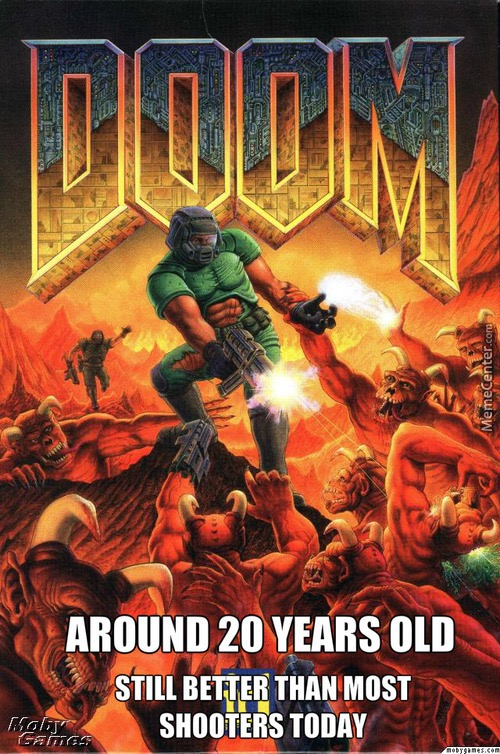 DOOM
MemeCenter.com
AROUND 20 YEARS OLD
STILL BETTER THAN MOST
SHOOTERS TODAY
Moby
Games
mobygames.com